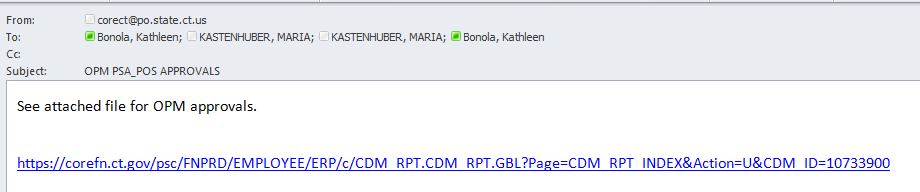 From: corect@po.state.ct.us
To: Bonola, Kathleen; KASTENHUBER, MARIA; KASTENHUBER, MARIA; Bonola, Kathleen
Cc:
Subject: OPM PSA_POS APPROVALS
See attached file for OPM approvals.
https://corefn.ct.gov/psc/FNPRD/EMPLOYEE/ERP/c/CDM_RPT.CDM_RPT.GBL?Page=CDM_RPT_INDEX&Action=U&CDM_ID=10733900